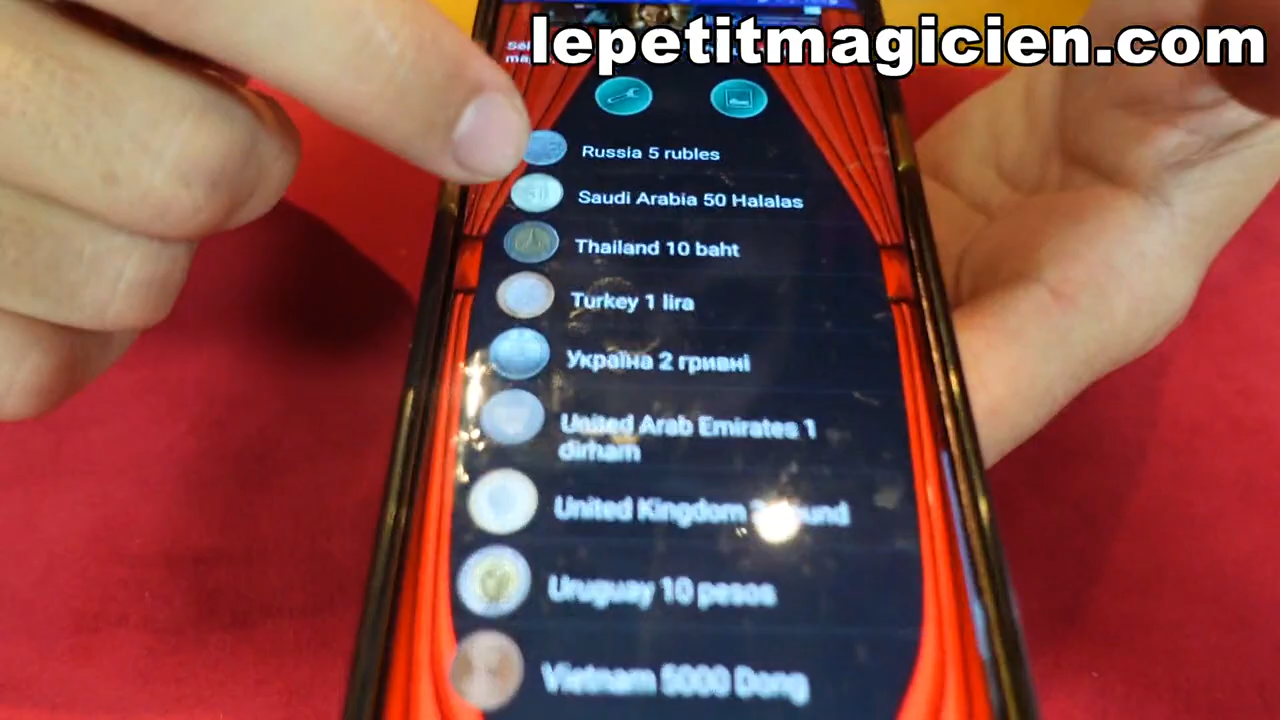 lepetitmagicien.com
Russia 5 rubles
Saudi Arabia 50 Halalas
Thailand 10 baht
Turkey 1 lira
Україна 2 гривні
United Arab Emirates 1
dirham
United Kingdom
Uruguay 10 pesos
Vietnam 5000 Dong